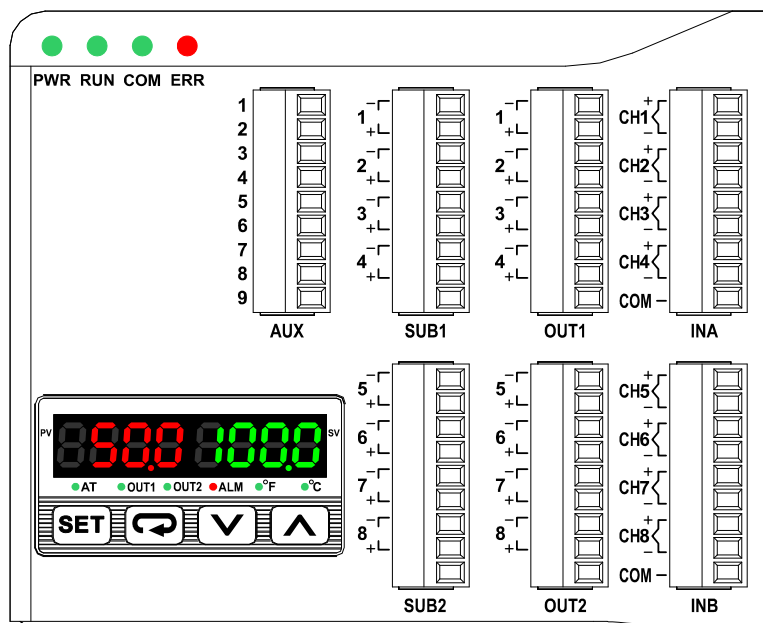 PWR RUN COM ERR
1
2
3
4
5
6
7
8
9
AUX
1 - +
2 - +
3 - +
4 - +
SUB1
1 - +
2 - +
3 - +
4 - +
OUT1
CH1 + -
CH2 + -
CH3 + -
CH4 + -
COM
INA
PV 50.0 100.0 SV
AT OUT1 OUT2 ALM °F °C
SET
5 - +
6 - +
7 - +
8 - +
SUB2
5 - +
6 - +
7 - +
8 - +
OUT2
CH5 + -
CH6 + -
CH7 + -
CH8 + -
COM
INB